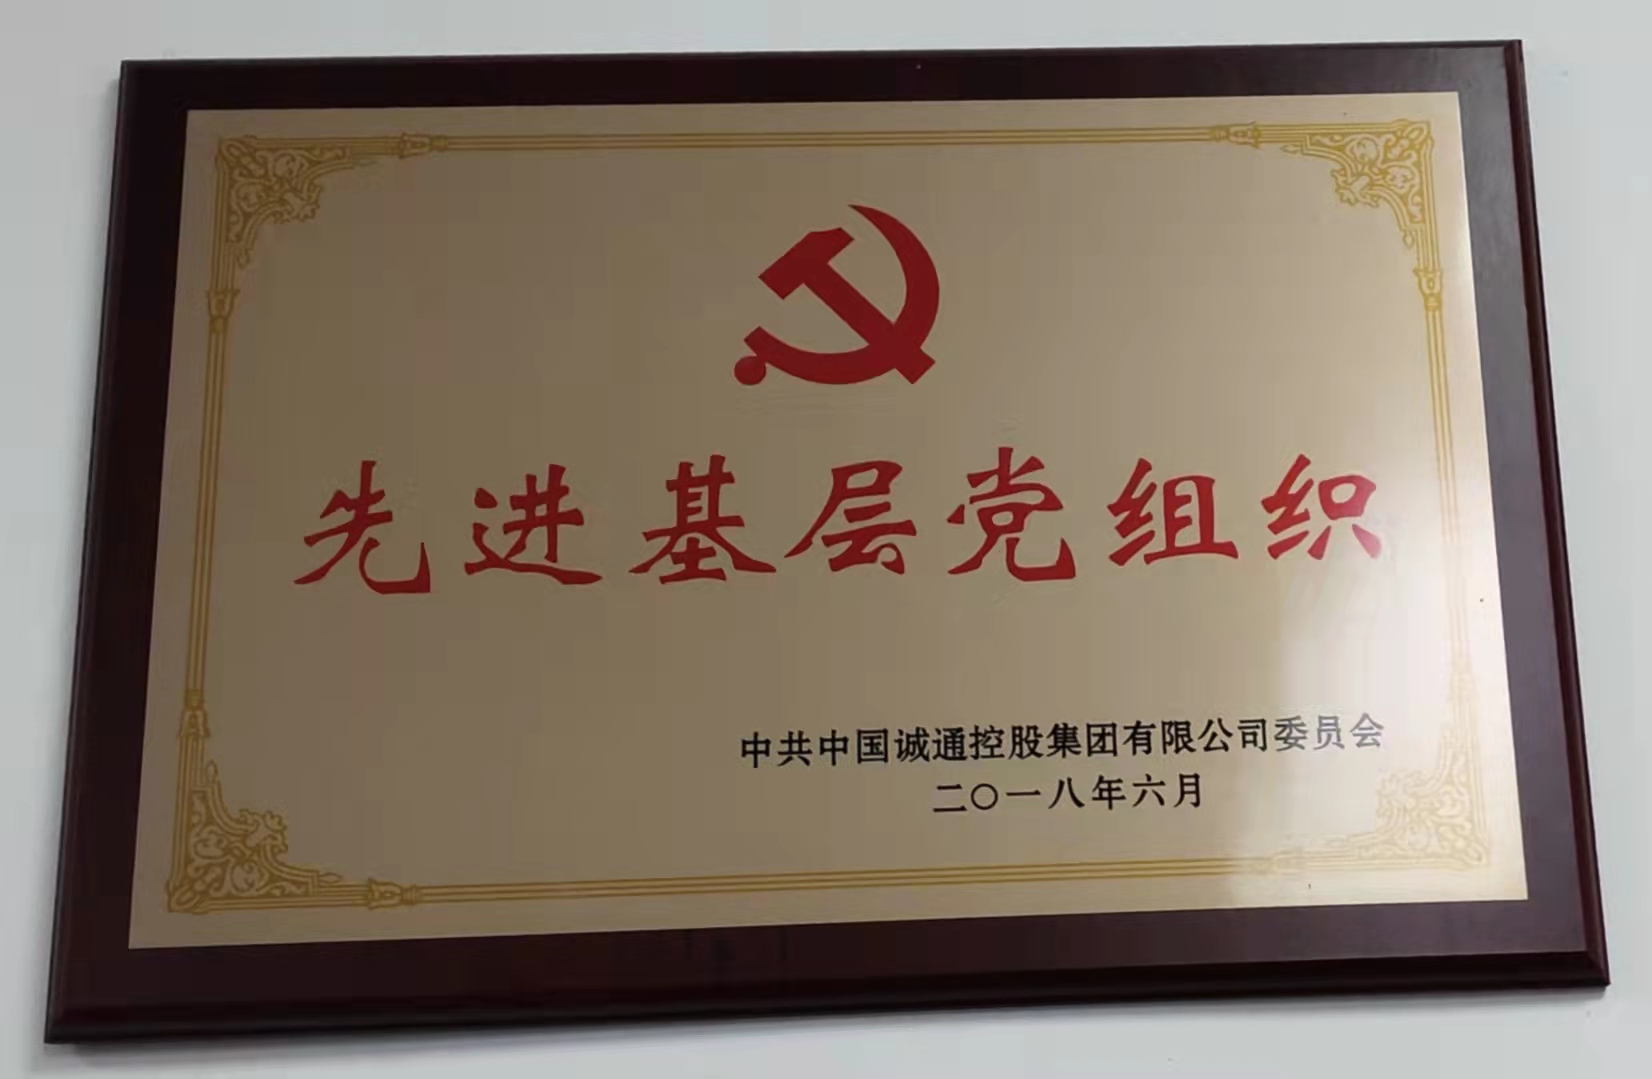 先进基层党组织
中共中国诚通控股集团有限公司委员会
二〇一八年六月